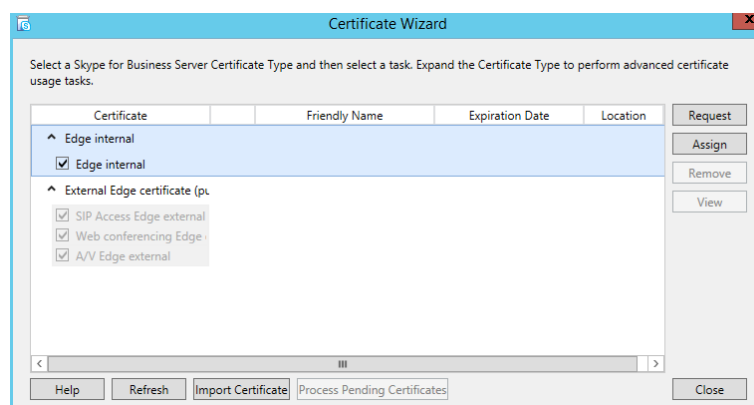 Certificate Wizard
x
Select a Skype for Business Server Certificate Type and then select a task. Expand the Certificate Type to perform advanced certificate
usage tasks.
Certificate Friendly Name Expiration Date Location
Request
Edge internal
Assign
Edge internal
Remove
External Edge certificate (pu
View
SIP Access Edge external
Web conferencing Edge
A/V Edge external
Help Refresh Import Certificate Process Pending Certificates Close